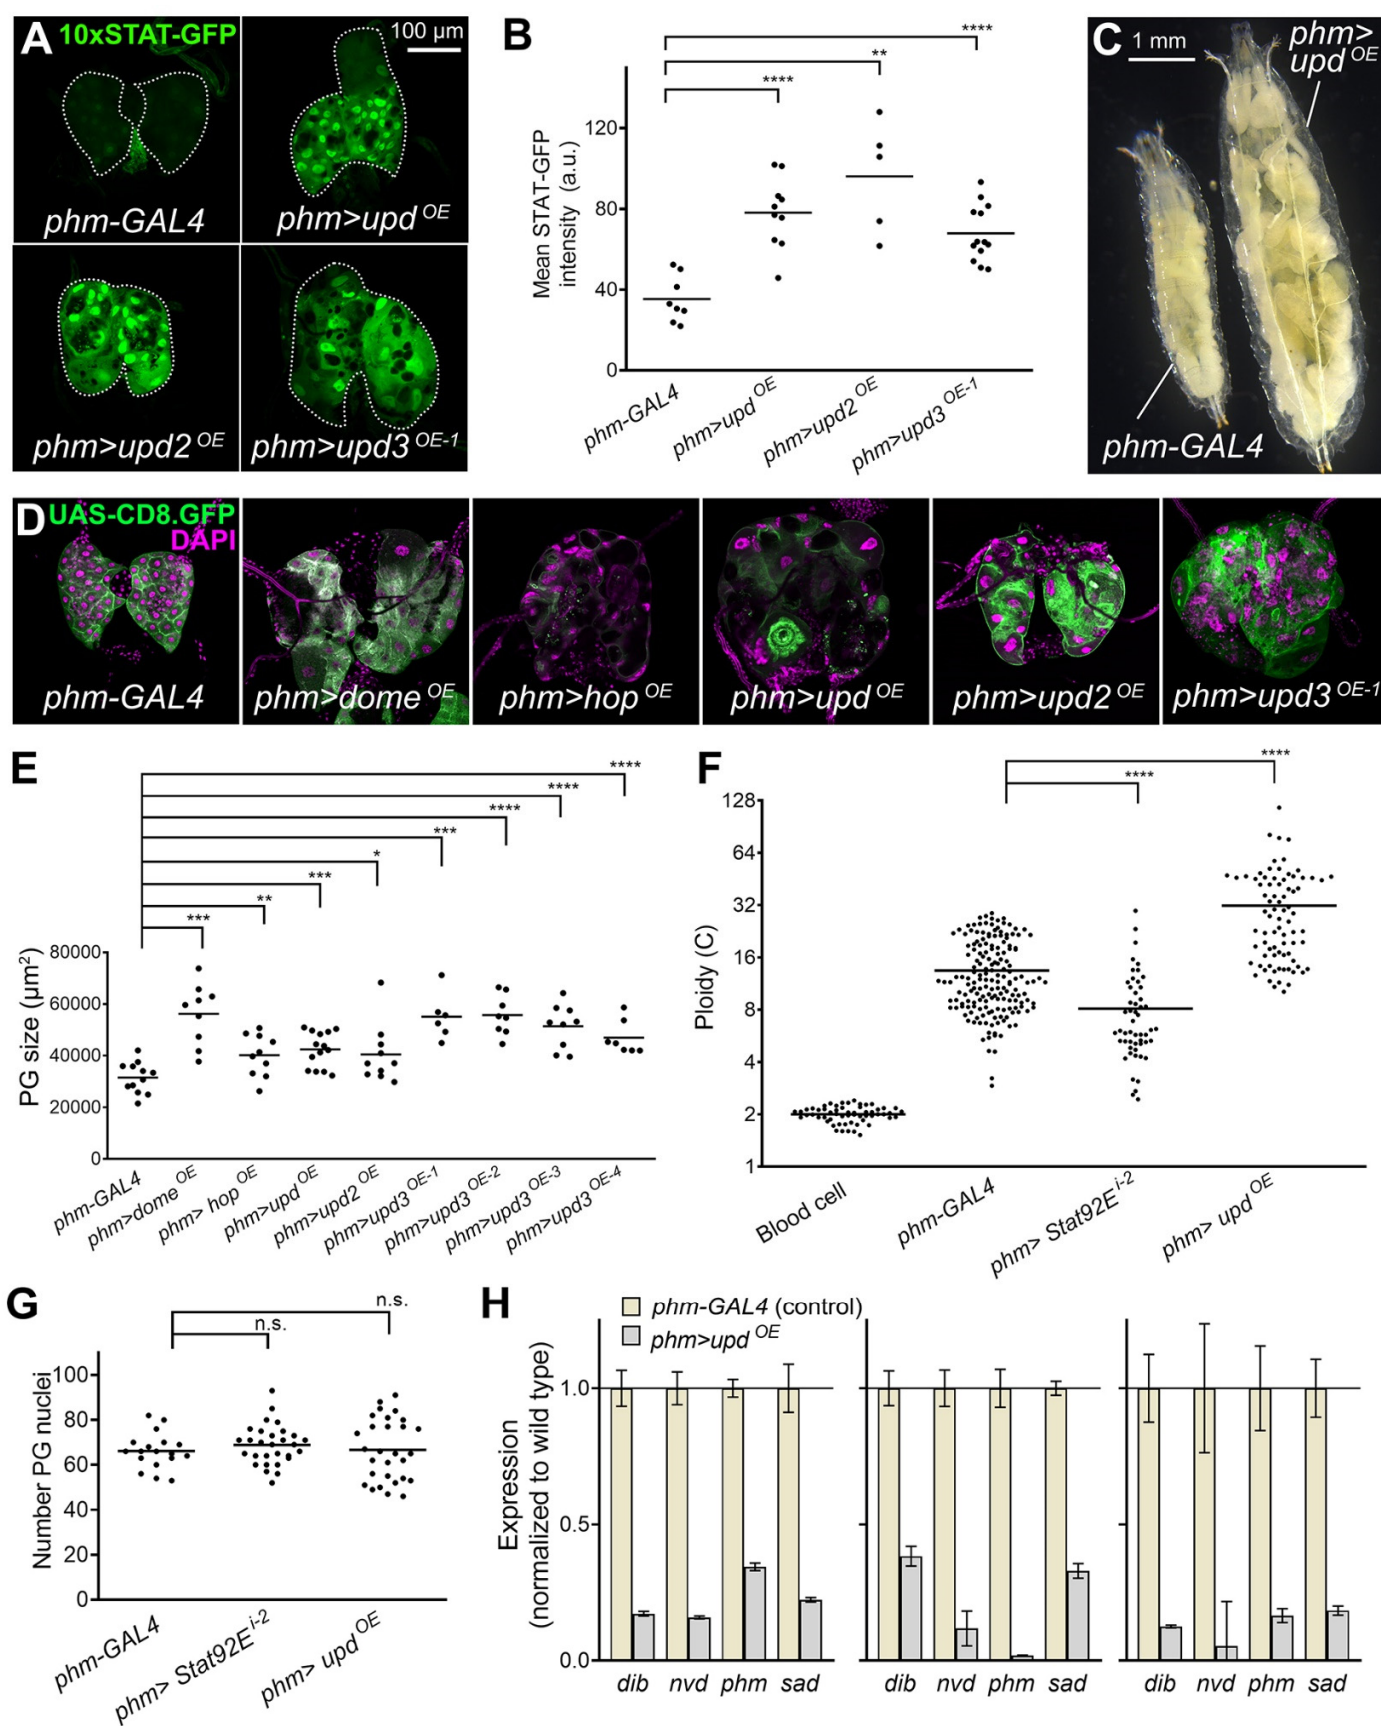 A 10xSTAT-GFP
100 µm
phm-GAL4
phm>upd OE
phm>upd2 OE
phm>upd3 OE-1
B
****
**
****
Mean STAT-GFP
intensity (a.u.)
120
80
40
0
phm-GAL4
phm>upd OE
phm>upd2 OE
phm>upd3 OE-1
C
1 mm
phm>
upd OE
phm-GAL4
D UAS-CD8.GFP
DAPI
phm-GAL4
phm>dome OE
phm>hop OE
phm>upd OE
phm>upd2 OE
phm>upd3 OE-1
E
****
****
****
***
*
***
**
***
PG size (µm²)
80000
60000
40000
20000
0
phm-GAL4
phm>dome OE
phm> hop OE
phm>upd OE
phm>upd2 OE
phm>upd3 OE-1
phm>upd3 OE-2
phm>upd3 OE-3
phm>upd3 OE-4
F
****
****
Ploidy (C)
128
64
32
16
8
4
2
1
Blood cell
phm-GAL4
phm> Stat92E i-2
phm> upd OE
G
n.s.
n.s.
Number PG nuclei
100
80
60
40
20
0
phm-GAL4
phm> Stat92E i-2
phm> upd OE
H
phm-GAL4 (control)
phm>upd OE
Expression
(normalized to wild type)
1.0
0.5
0.0
dib nvd phm sad
dib nvd phm sad
dib nvd phm sad